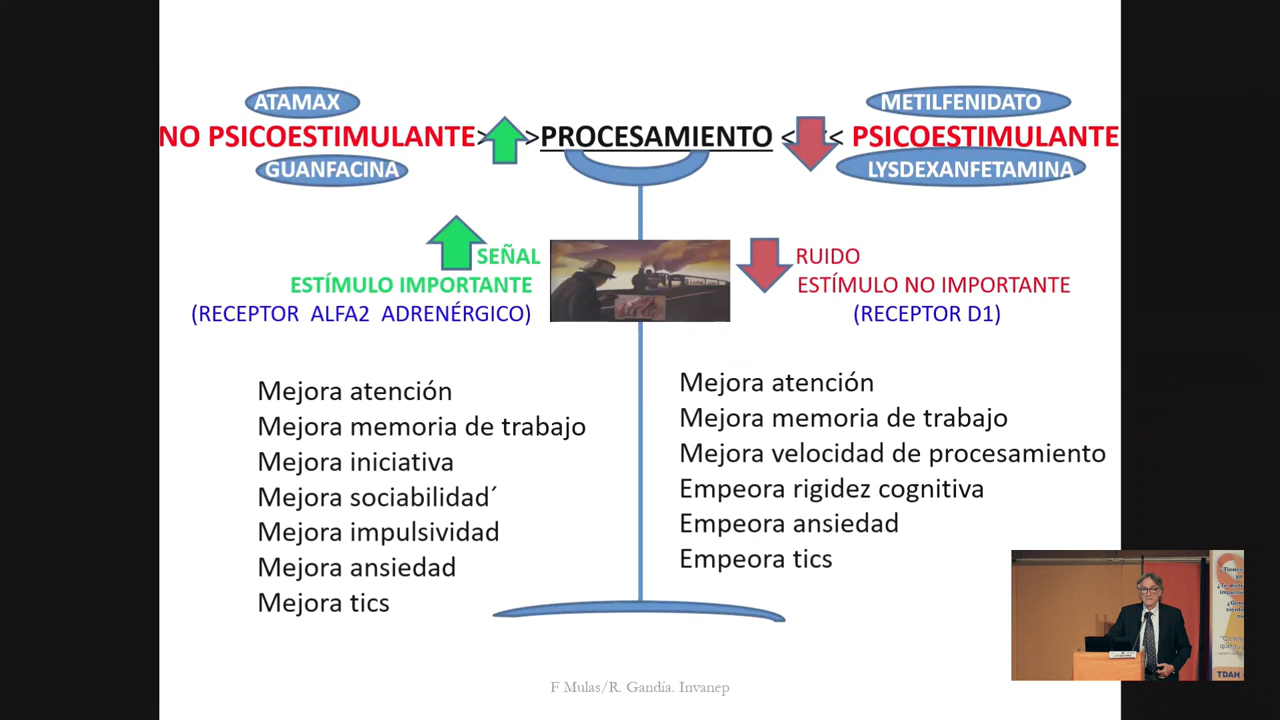 ATAMAX
NO PSICOESTIMULANTE> >PROCESAMIENTO < < PSICOESTIMULANTE
GUANFACINA
METILFENIDATO
LYSDEXANFETAMINA
SEÑAL
ESTÍMULO IMPORTANTE
(RECEPTOR ALFA2 ADRENÉRGICO)
RUIDO
ESTÍMULO NO IMPORTANTE
(RECEPTOR D1)
Mejora atención
Mejora memoria de trabajo
Mejora iniciativa
Mejora sociabilidad´
Mejora impulsividad
Mejora ansiedad
Mejora tics
Mejora atención
Mejora memoria de trabajo
Mejora velocidad de procesamiento
Empeora rigidez cognitiva
Empeora ansiedad
Empeora tics
F Mulas/R. Gandía. Invanep
TDAH